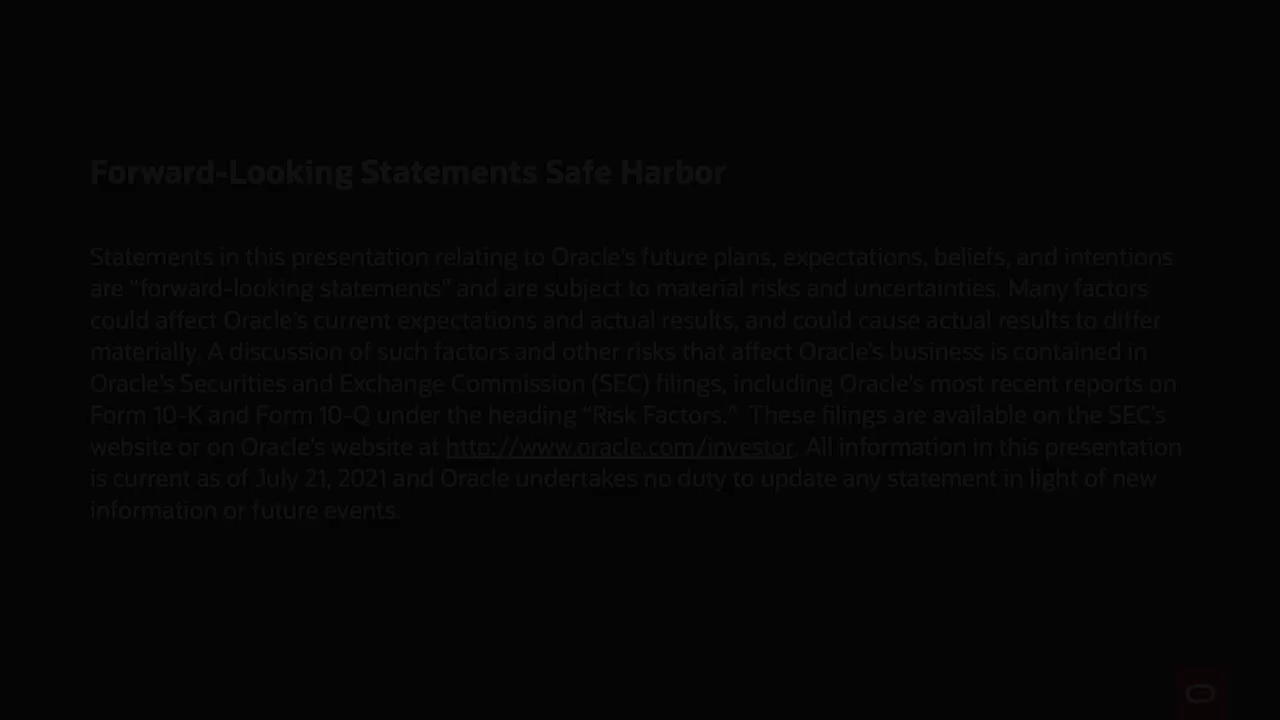 Forward-Looking Statements Safe Harbor
Statements in this presentation relating to Oracle's future plans, expectations, beliefs, and intentions
are “forward-looking statements” and are subject to material risks and uncertainties. Many factors
could affect Oracle's current expectations and actual results, and could cause actual results to differ
materially. A discussion of such factors and other risks that affect Oracle's business is contained in
Oracle's Securities and Exchange Commission (SEC) filings, including Oracle's most recent reports on
Form 10-K and Form 10-Q under the heading “Risk Factors.”  These filings are available on the SEC's
website or on Oracle's website at http://www.oracle.com/investor. All information in this presentation
is current as of July 21, 2021 and Oracle undertakes no duty to update any statement in light of new
information or future events.